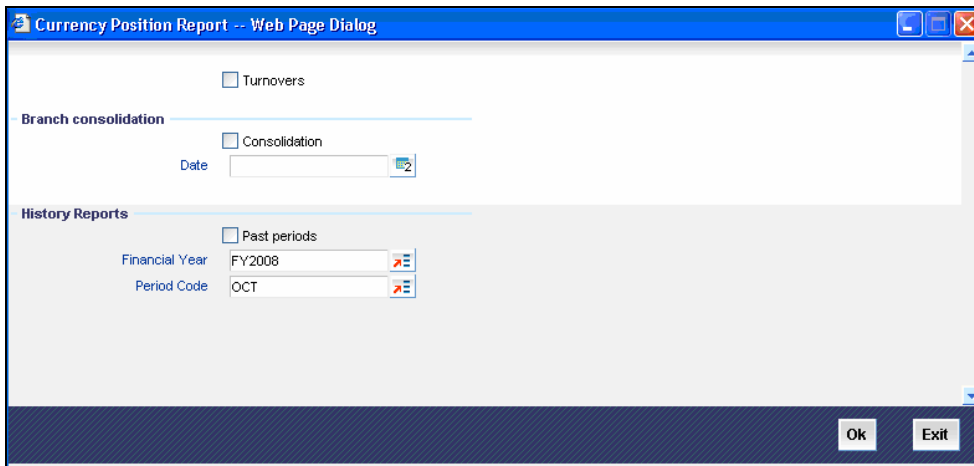 Currency Position Report -- Web Page Dialog
Turnovers
Branch consolidation
Consolidation
Date
2
History Reports
Past periods
Financial Year FY2008
Period Code OCT
Ok Exit